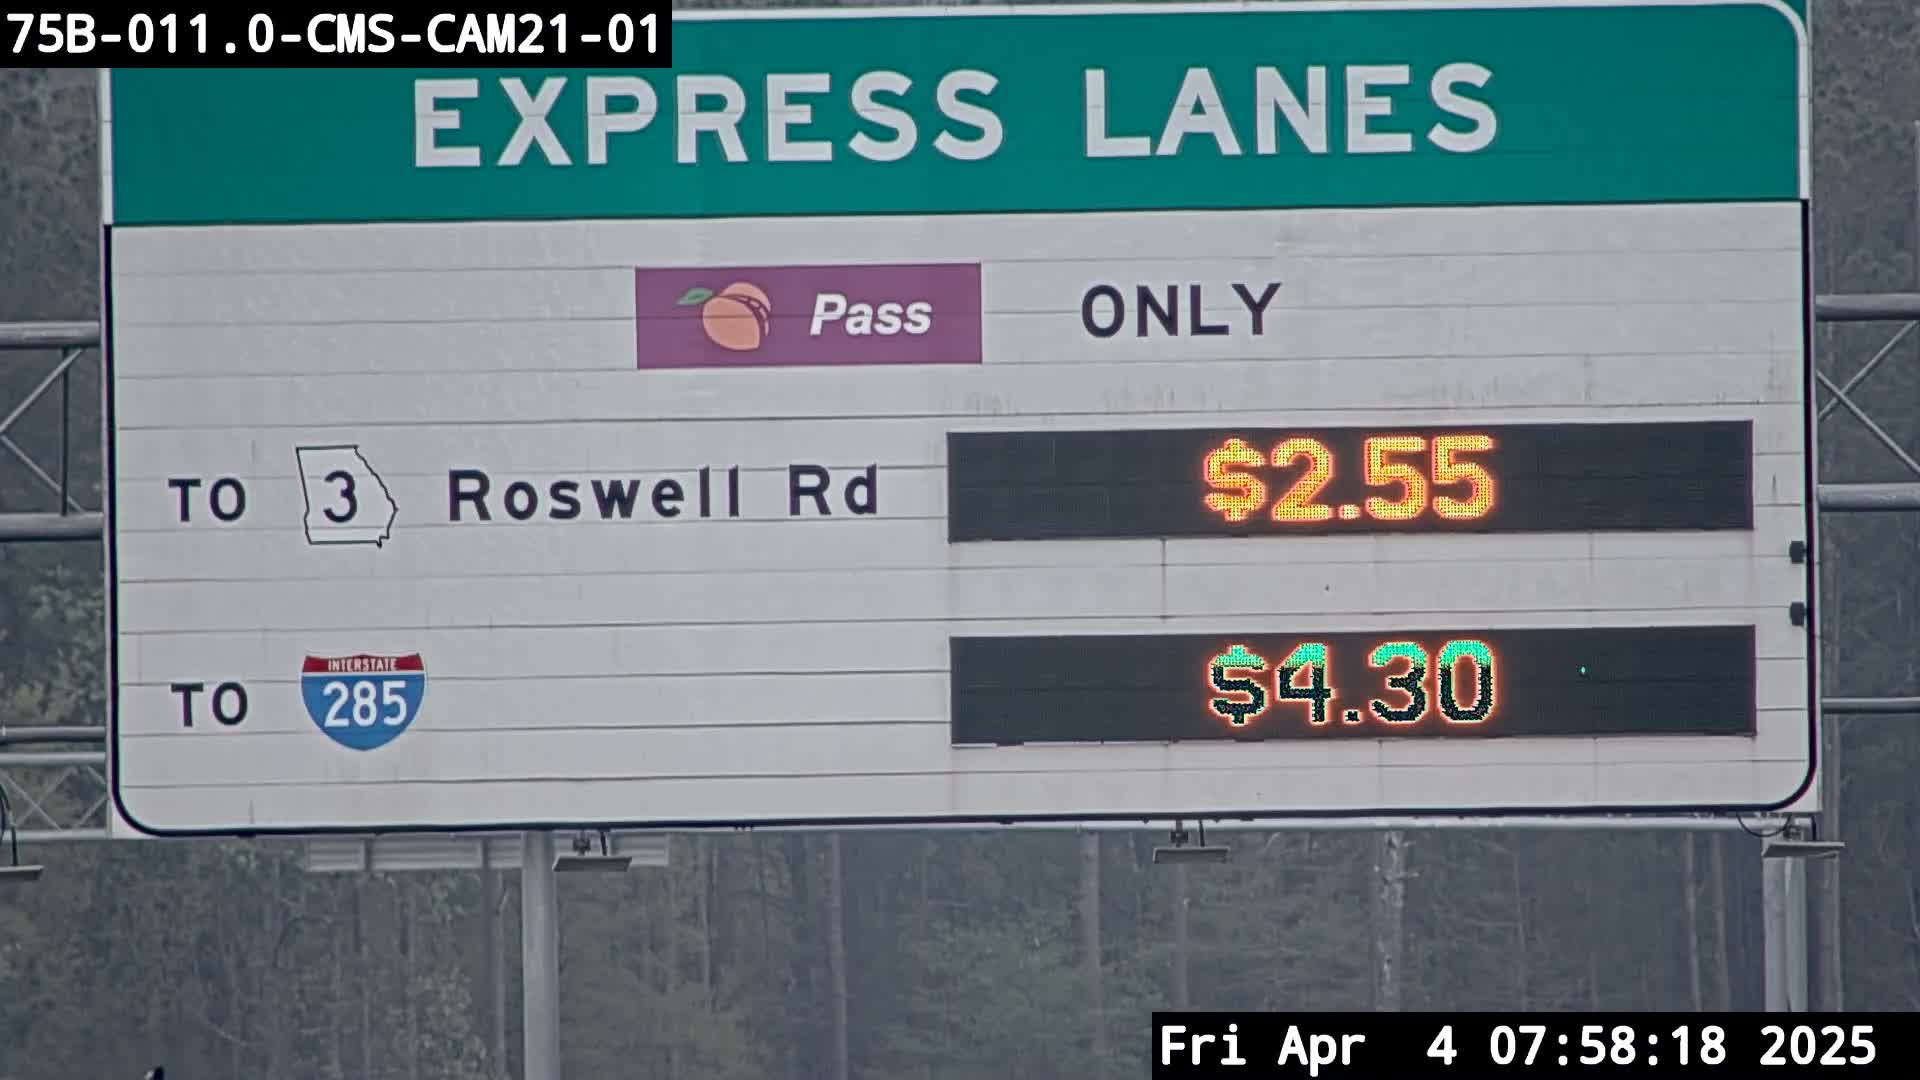 75B-011.0-CMS-CAM21-01
EXPRESS LANES
Pass ONLY
TO 3 Roswell Rd $2.55
INTERSTATE
TO 285 $4.30
Fri Apr 4 07:58:18 2025